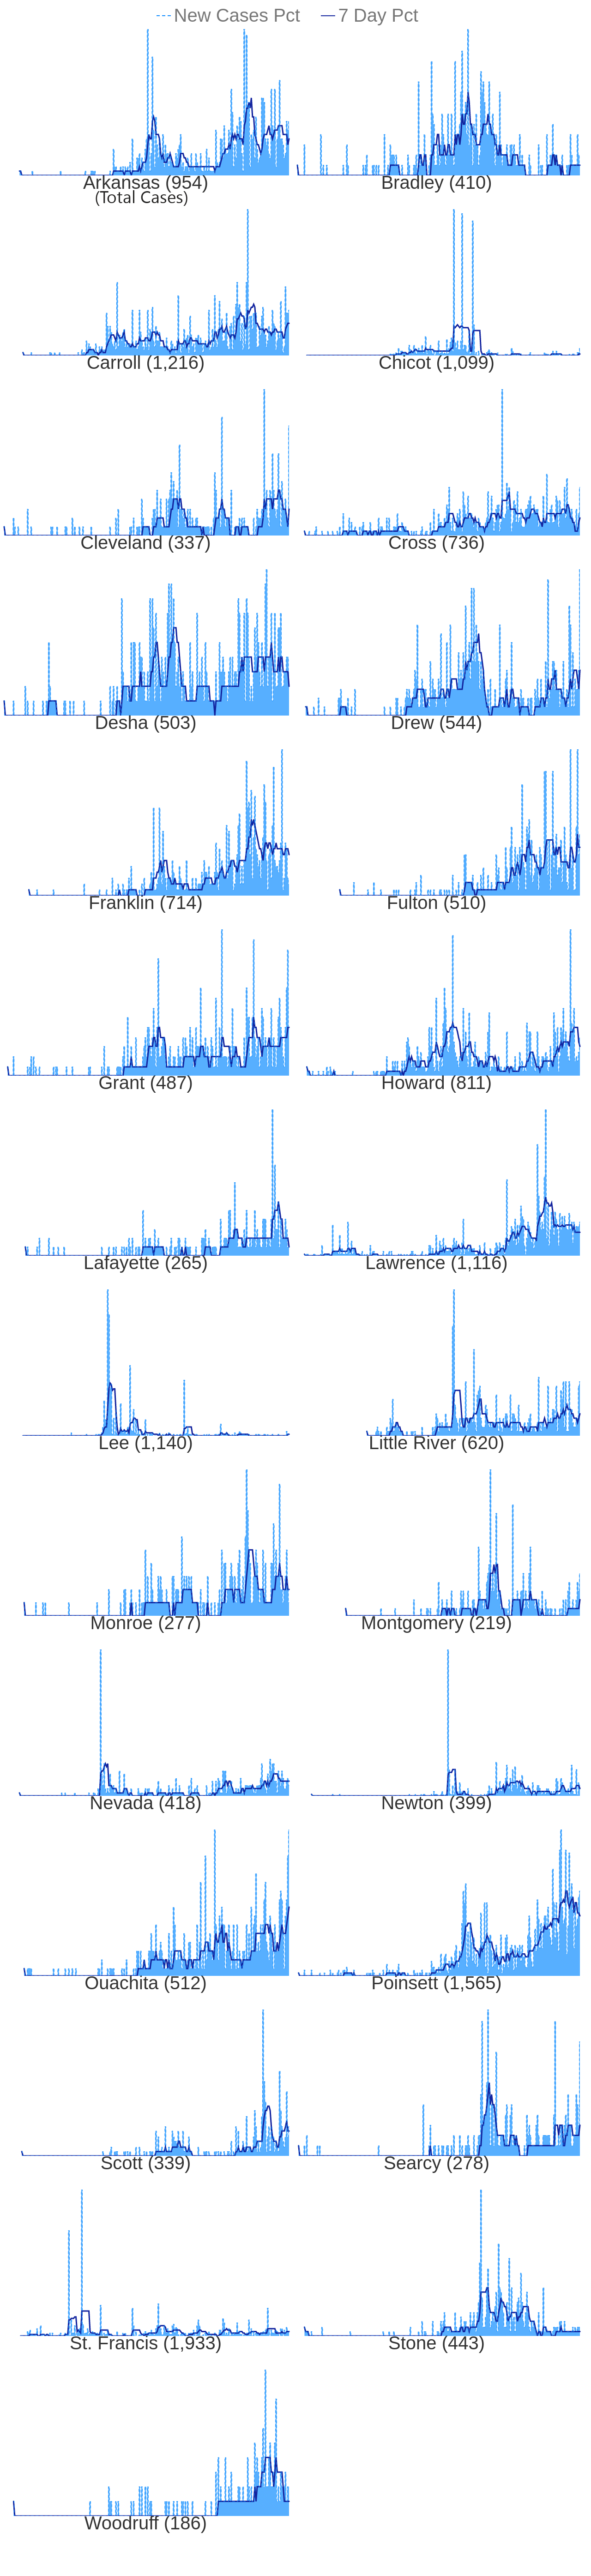 New Cases Pct 7 Day Pct
Arkansas (954) Bradley (410)
(Total Cases)
Carroll (1,216) Chicot (1,099)
Cleveland (337) Cross (736)
Desha (503) Drew (544)
Franklin (714) Fulton (510)
Grant (487) Howard (811)
Lafayette (265) Lawrence (1,116)
Lee (1,140) Little River (620)
Monroe (277) Montgomery (219)
Nevada (418) Newton (399)
Ouachita (512) Poinsett (1,565)
Scott (339) Searcy (278)
St. Francis (1,933) Stone (443)
Woodruff (186)